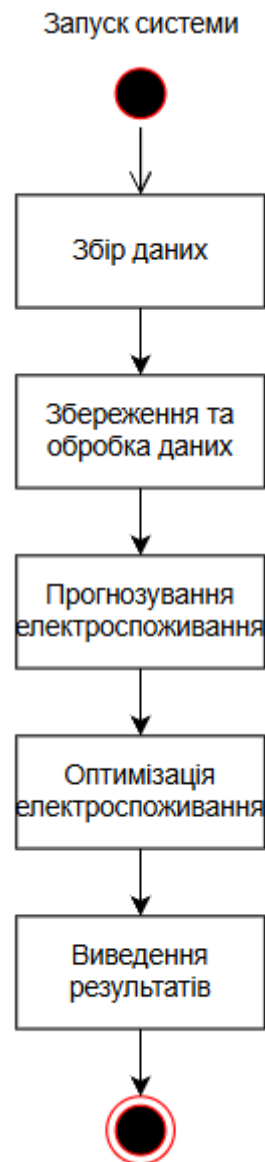 Запуск системи
Збір даних
Збереження та
обробка даних
Прогнозування
електроспоживання
Оптимізація
електроспоживання
Виведення
результатів